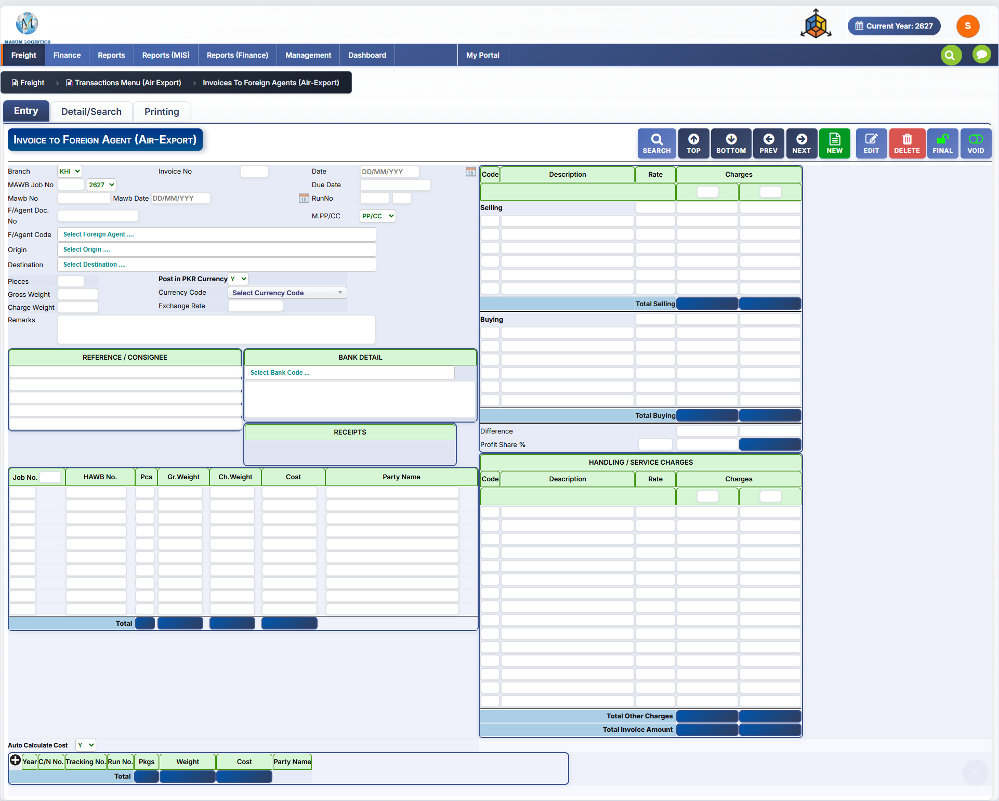 MASUM LOGISTICS
Current Year: 2627
S
Freight Finance Reports Reports (MIS) Reports (Finance) Management Dashboard My Portal
Freight › Transactions Menu (Air Export) › Invoices To Foreign Agents (Air-Export)
Entry Detail/Search Printing
Invoice to Foreign Agent (Air-Export)
SEARCH TOP BOTTOM PREV NEXT NEW EDIT DELETE FINAL VOID
Branch KHI Invoice No Date DD/MM/YYY 15
MAWB Job No 2627 Due Date
Mawb No Mawb Date DD/MM/YYY 15 RunNo
F/Agent Doc. No M.PP/CC PP/CC
F/Agent Code Select Foreign Agent ....
Origin Select Origin ....
Destination Select Destination ....
Pieces Post in PKR Currency Y
Gross Weight Currency Code Select Currency Code
Charge Weight Exchange Rate
Remarks
REFERENCE / CONSIGNEE
BANK DETAIL
Select Bank Code ...
RECEIPTS
Job No. HAWB No. Pcs Gr.Weight Ch.Weight Cost Party Name
Total
Code Description Rate Charges
Selling
Total Selling
Buying
Total Buying
Difference
Profit Share %
HANDLING / SERVICE CHARGES
Code Description Rate Charges
Total Other Charges
Total Invoice Amount
Auto Calculate Cost Y
Year C/N No. Tracking No. Run No. Pkgs Weight Cost Party Name
Total